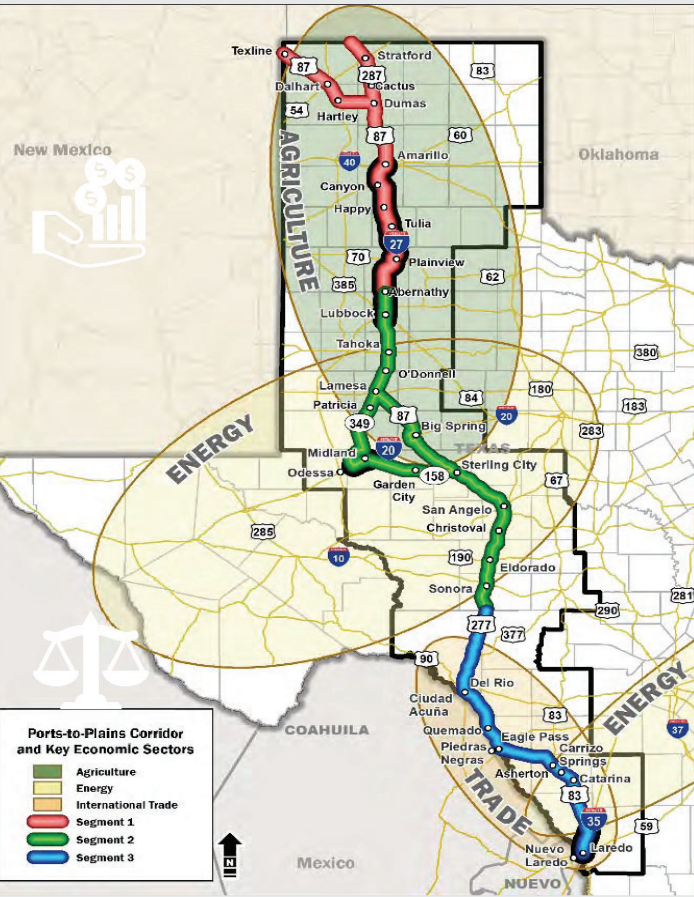 Texline
87
Stratford
287
83
Dalhart
Cactus
54
Hartley
Dumas
87
60
New Mexico
40
Amarillo
Oklahoma
Canyon
AGRICULTURE
Happy
Tulia
27
70
Plainview
385
62
Abernathy
Lubbock
Tahoka
380
O'Donnell
Lamesa
180
84
Patricia
183
87
20
349
Big Spring
283
ENERGY
20
TEXAS
Midland
Sterling City
Odessa
158
67
Garden
City
San Angelo
Christoval
285
10
190
Eldorado
Sonora
281
290
277
377
90
Del Rio
Ciudad
Acuña
83
ENERGY
Quemado
Eagle Pass
37
COAHUILA
Piedras
Negras
Carrizo
Springs
Asherton
Catarina
83
TRADE
35
59
Nuevo
Laredo
Laredo
NUEVO
Mexico
N
Ports-to-Plains Corridor
and Key Economic Sectors
Agriculture
Energy
International Trade
Segment 1
Segment 2
Segment 3
$
$
$